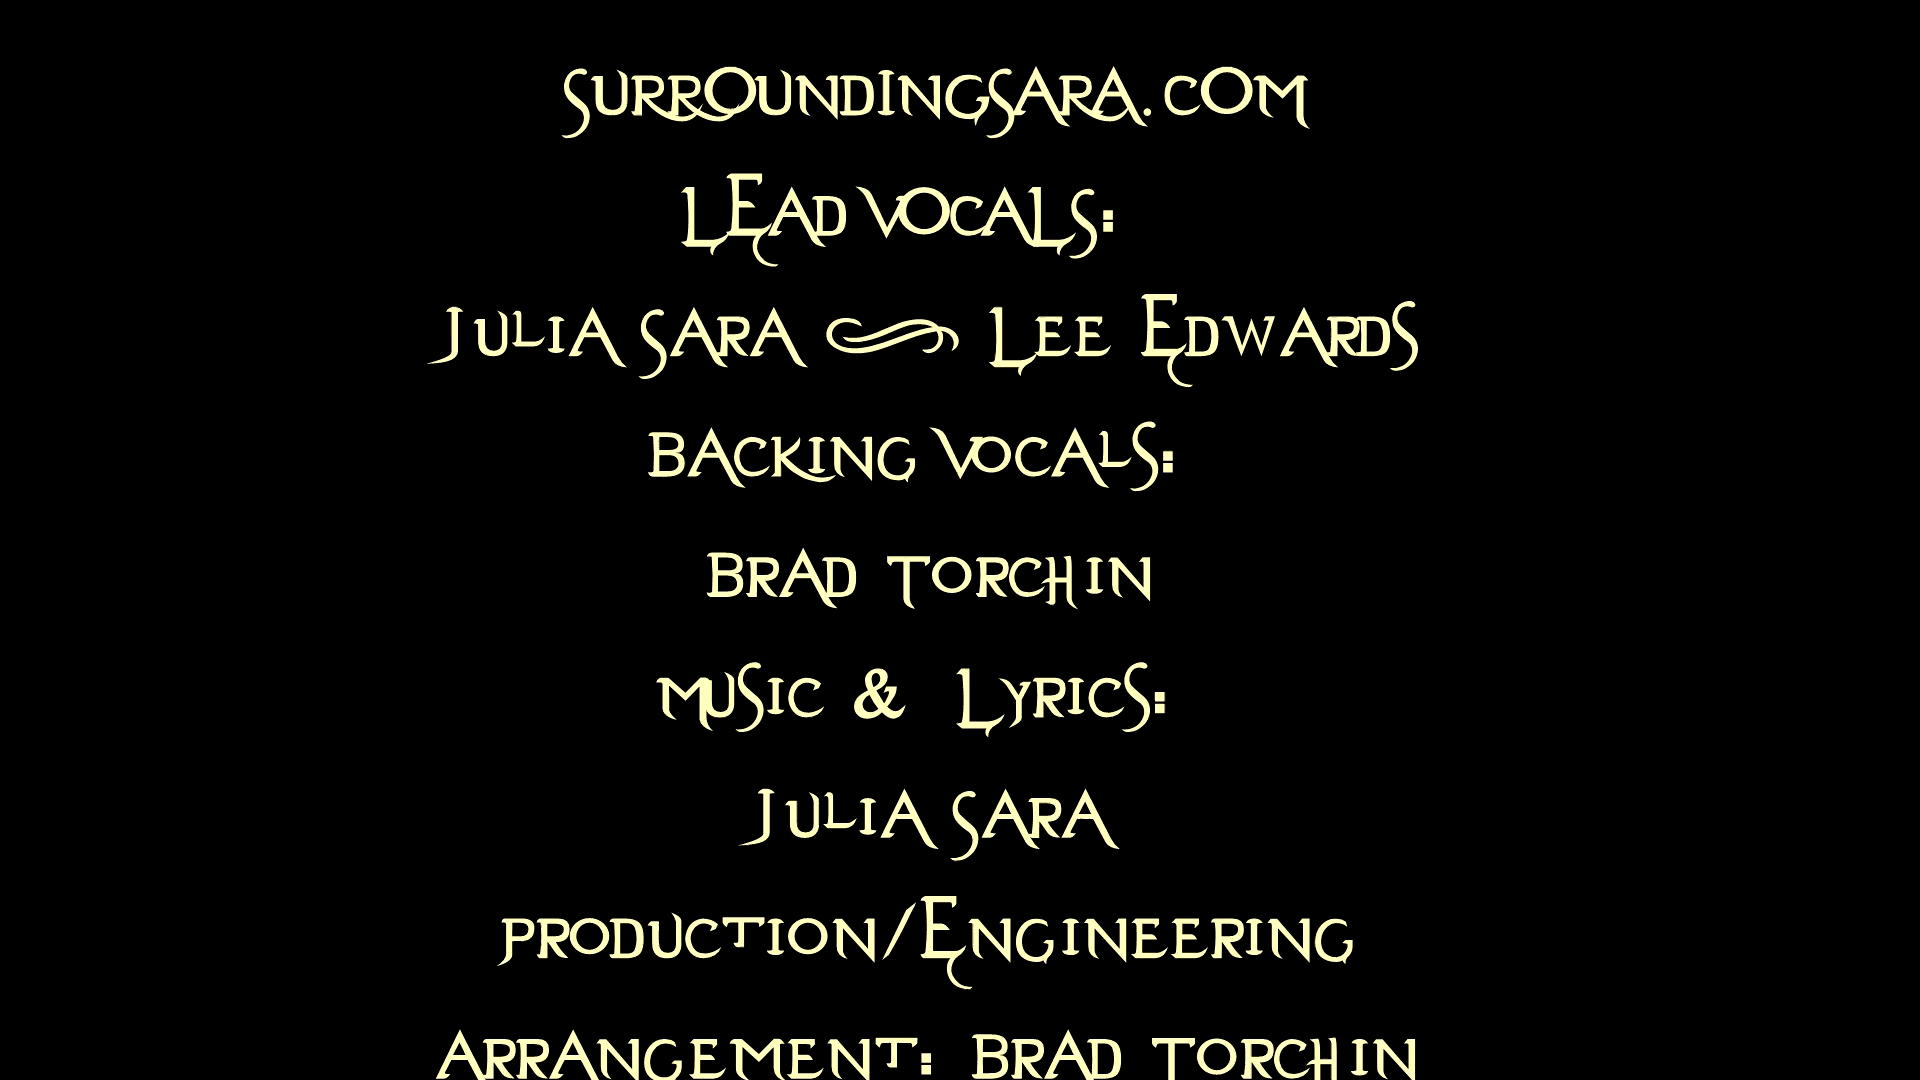 SURROUNDINGSARA.COM
LEAD VOCALS:
JULIA SARA ~ LEE EDWARDS
BACKING VOCALS:
BRAD TORCHIN
MUSIC & LYRICS:
JULIA SARA
PRODUCTION/ENGINEERING
ARRANGEMENT: BRAD TORCHIN